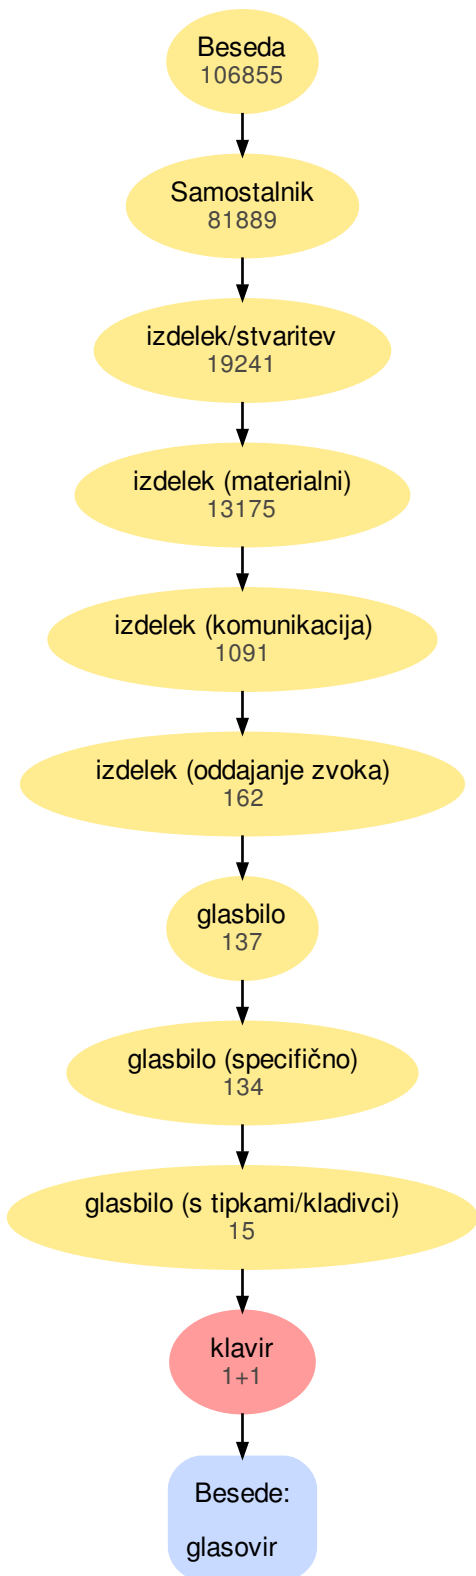 Beseda
106855
Samostalnik
81889
izdelek/stvaritev
19241
izdelek (materialni)
13175
izdelek (komunikacija)
1091
izdelek (oddajanje zvoka)
162
glasbilo
137
glasbilo (specifično)
134
glasbilo (s tipkami/kladivci)
15
klavir
1+1
Besede:
glasovir